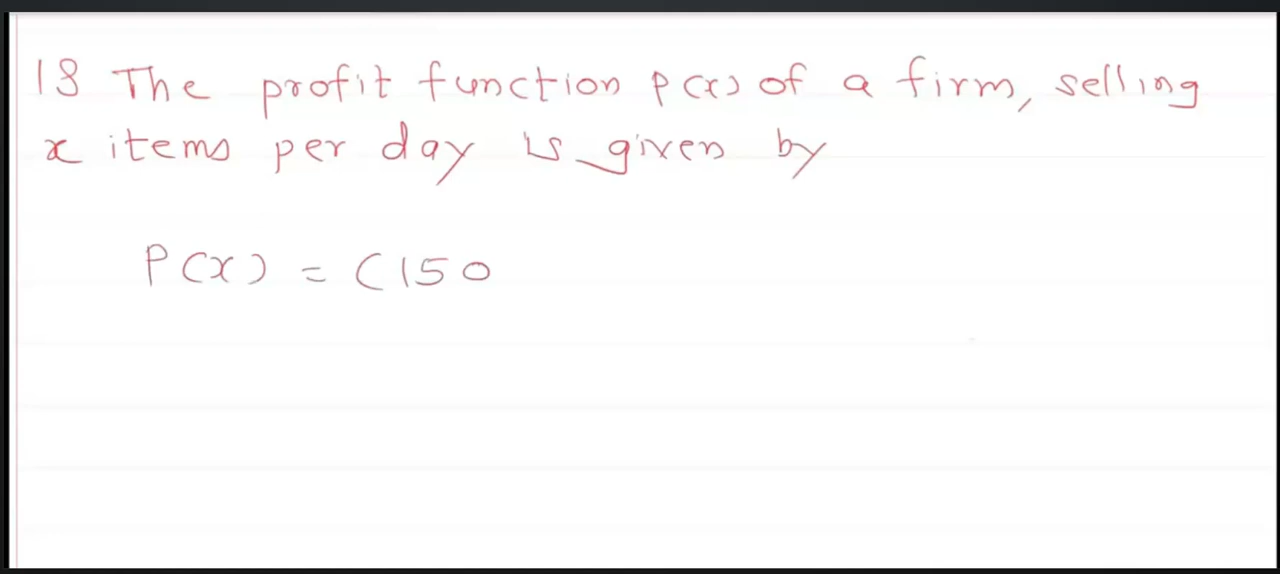 18 The profit function P(x) of a firm, selling
x items per day is given by
P(x) = (150